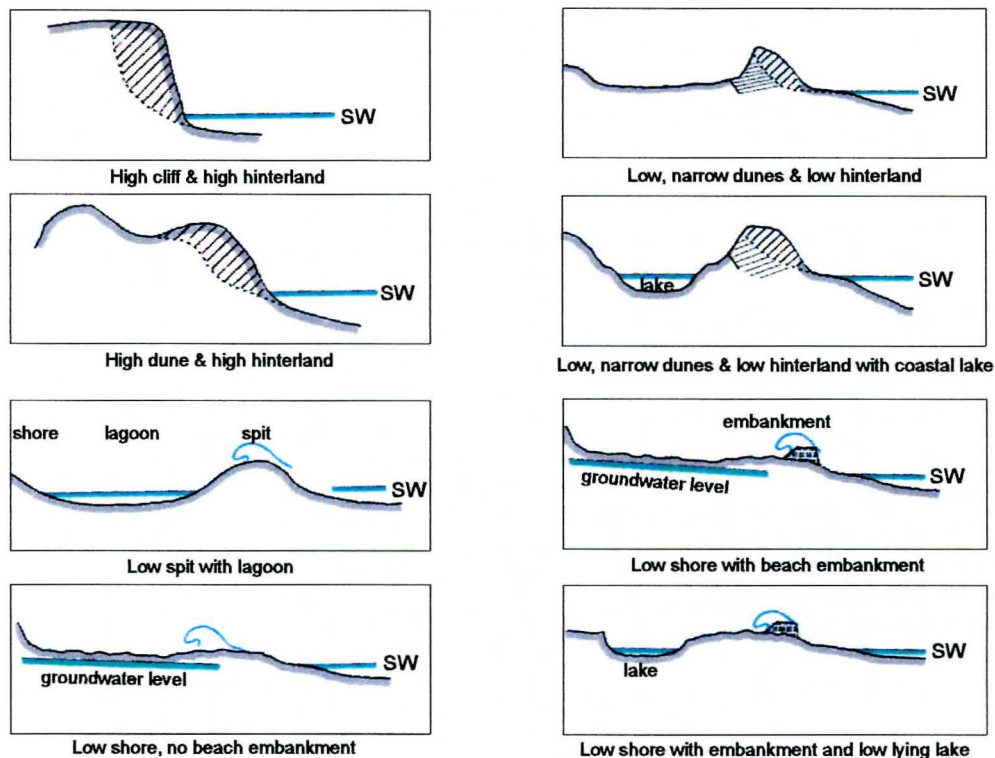 SW
High cliff & high hinterland
SW
Low, narrow dunes & low hinterland
SW
High dune & high hinterland
lake
SW
Low, narrow dunes & low hinterland with coastal lake
shore lagoon spit
SW
Low spit with lagoon
embankment
groundwater level
SW
Low shore with beach embankment
groundwater level
SW
Low shore, no beach embankment
lake
SW
Low shore with embankment and low lying lake